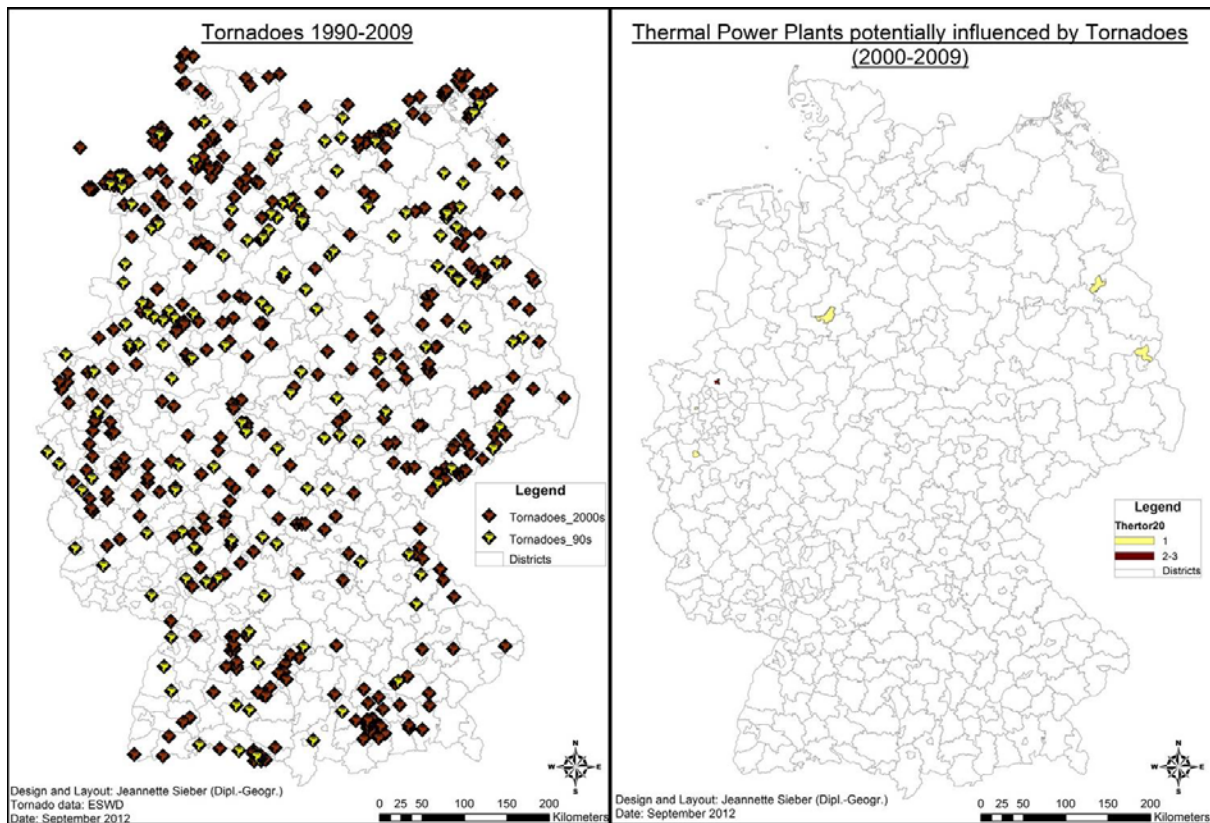 Tornadoes 1990-2009
Legend
Tornadoes_2000s
Tornadoes_90s
Districts
N
W E
S
Design and Layout: Jeannette Sieber (Dipl.-Geogr.)
Tornado data: ESWD
Date: September 2012
0 25 50 100 150 200
Kilometers
Thermal Power Plants potentially influenced by Tornadoes
(2000-2009)
Legend
Thertor20
1
2-3
Districts
N
W E
S
Design and Layout: Jeannette Sieber (Dipl.-Geogr.)
Date: September 2012
0 25 50 100 150 200
Kilometers